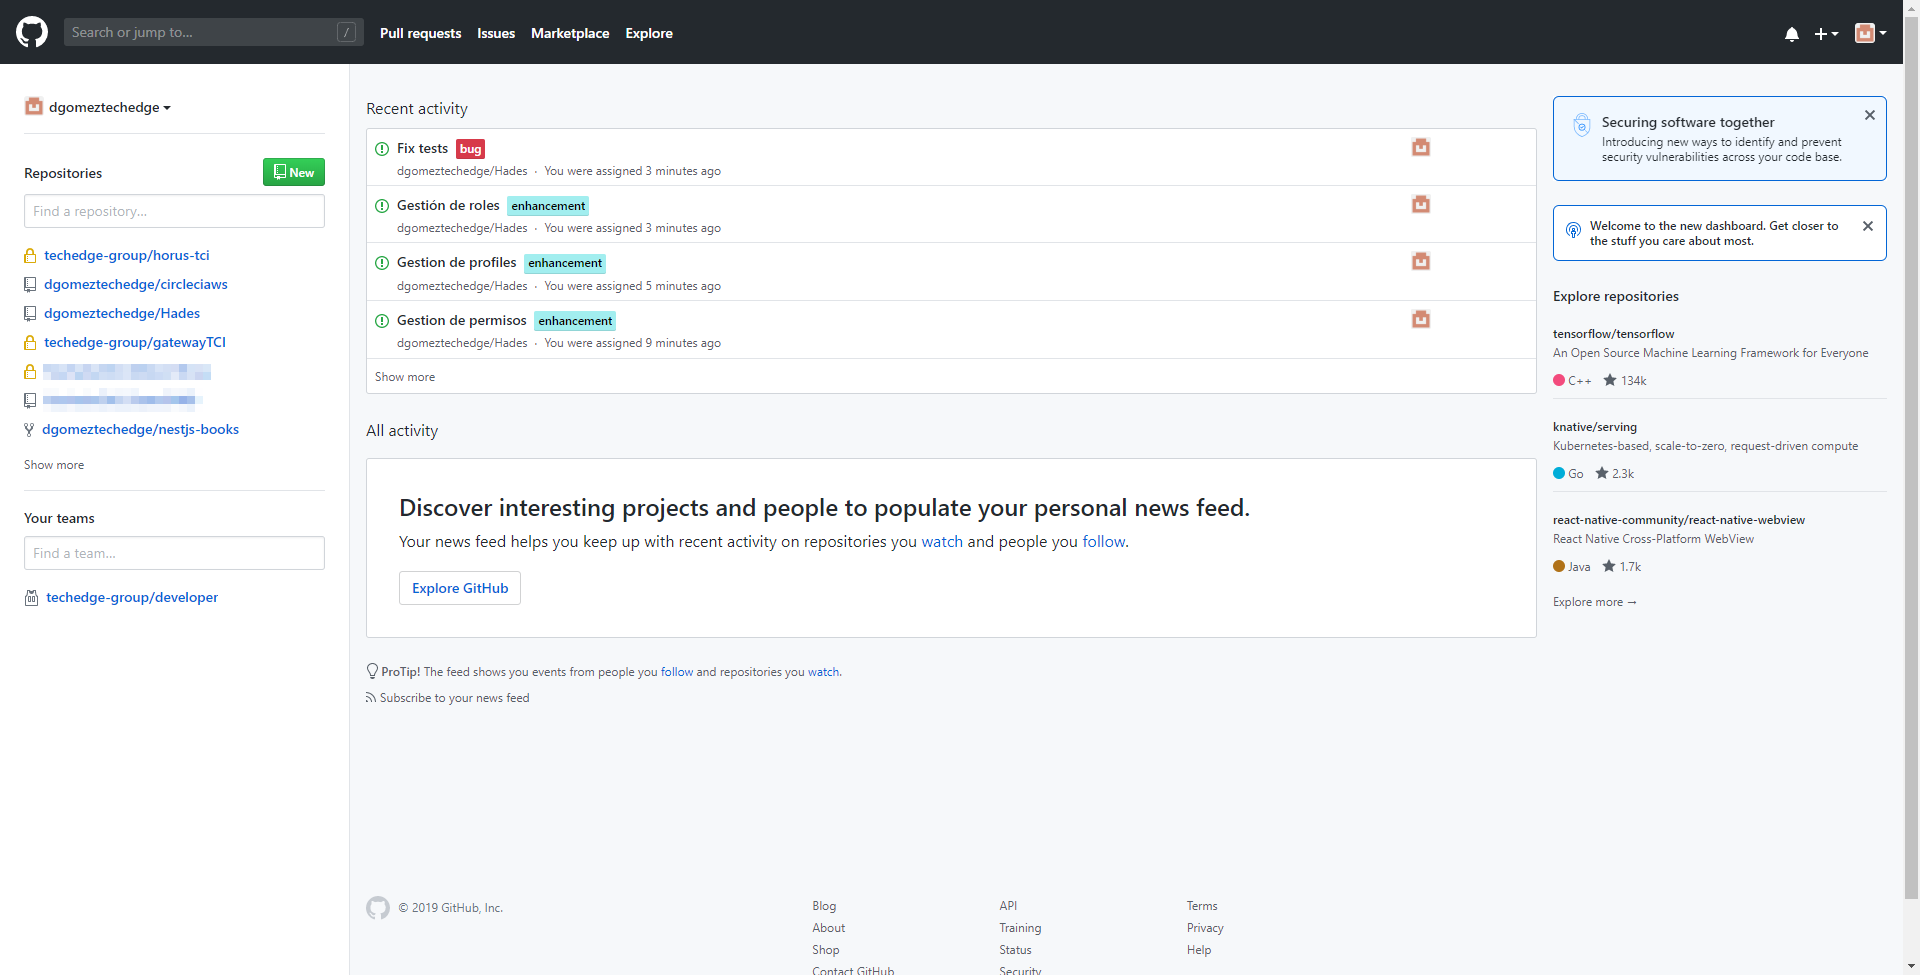 Search or jump to...
/
Pull requests
Issues
Marketplace
Explore
dgomeztechedge
Repositories
New
Find a repository...
techedge-group/horus-tci
dgomeztechedge/circleciaws
dgomeztechedge/Hades
techedge-group/gatewayTCI
dgomeztechedge/nestjs-books
Show more
Your teams
Find a team...
techedge-group/developer
Recent activity
Fix tests bug
dgomeztechedge/Hades · You were assigned 3 minutes ago
Gestión de roles enhancement
dgomeztechedge/Hades · You were assigned 3 minutes ago
Gestion de profiles enhancement
dgomeztechedge/Hades · You were assigned 5 minutes ago
Gestion de permisos enhancement
dgomeztechedge/Hades · You were assigned 9 minutes ago
Show more
All activity
Discover interesting projects and people to populate your personal news feed.
Your news feed helps you keep up with recent activity on repositories you watch and people you follow.
Explore GitHub
ProTip! The feed shows you events from people you follow and repositories you watch.
Subscribe to your news feed
Securing software together
Introducing new ways to identify and prevent
security vulnerabilities across your code base.
Welcome to the new dashboard. Get closer to
the stuff you care about most.
Explore repositories
tensorflow/tensorflow
An Open Source Machine Learning Framework for Everyone
C++ 134k
knative/serving
Kubernetes-based, scale-to-zero, request-driven compute
Go 2.3k
react-native-community/react-native-webview
React Native Cross-Platform WebView
Java 1.7k
Explore more →
© 2019 GitHub, Inc.
Blog
About
Shop
Contact GitHub
API
Training
Status
Security
Terms
Privacy
Help